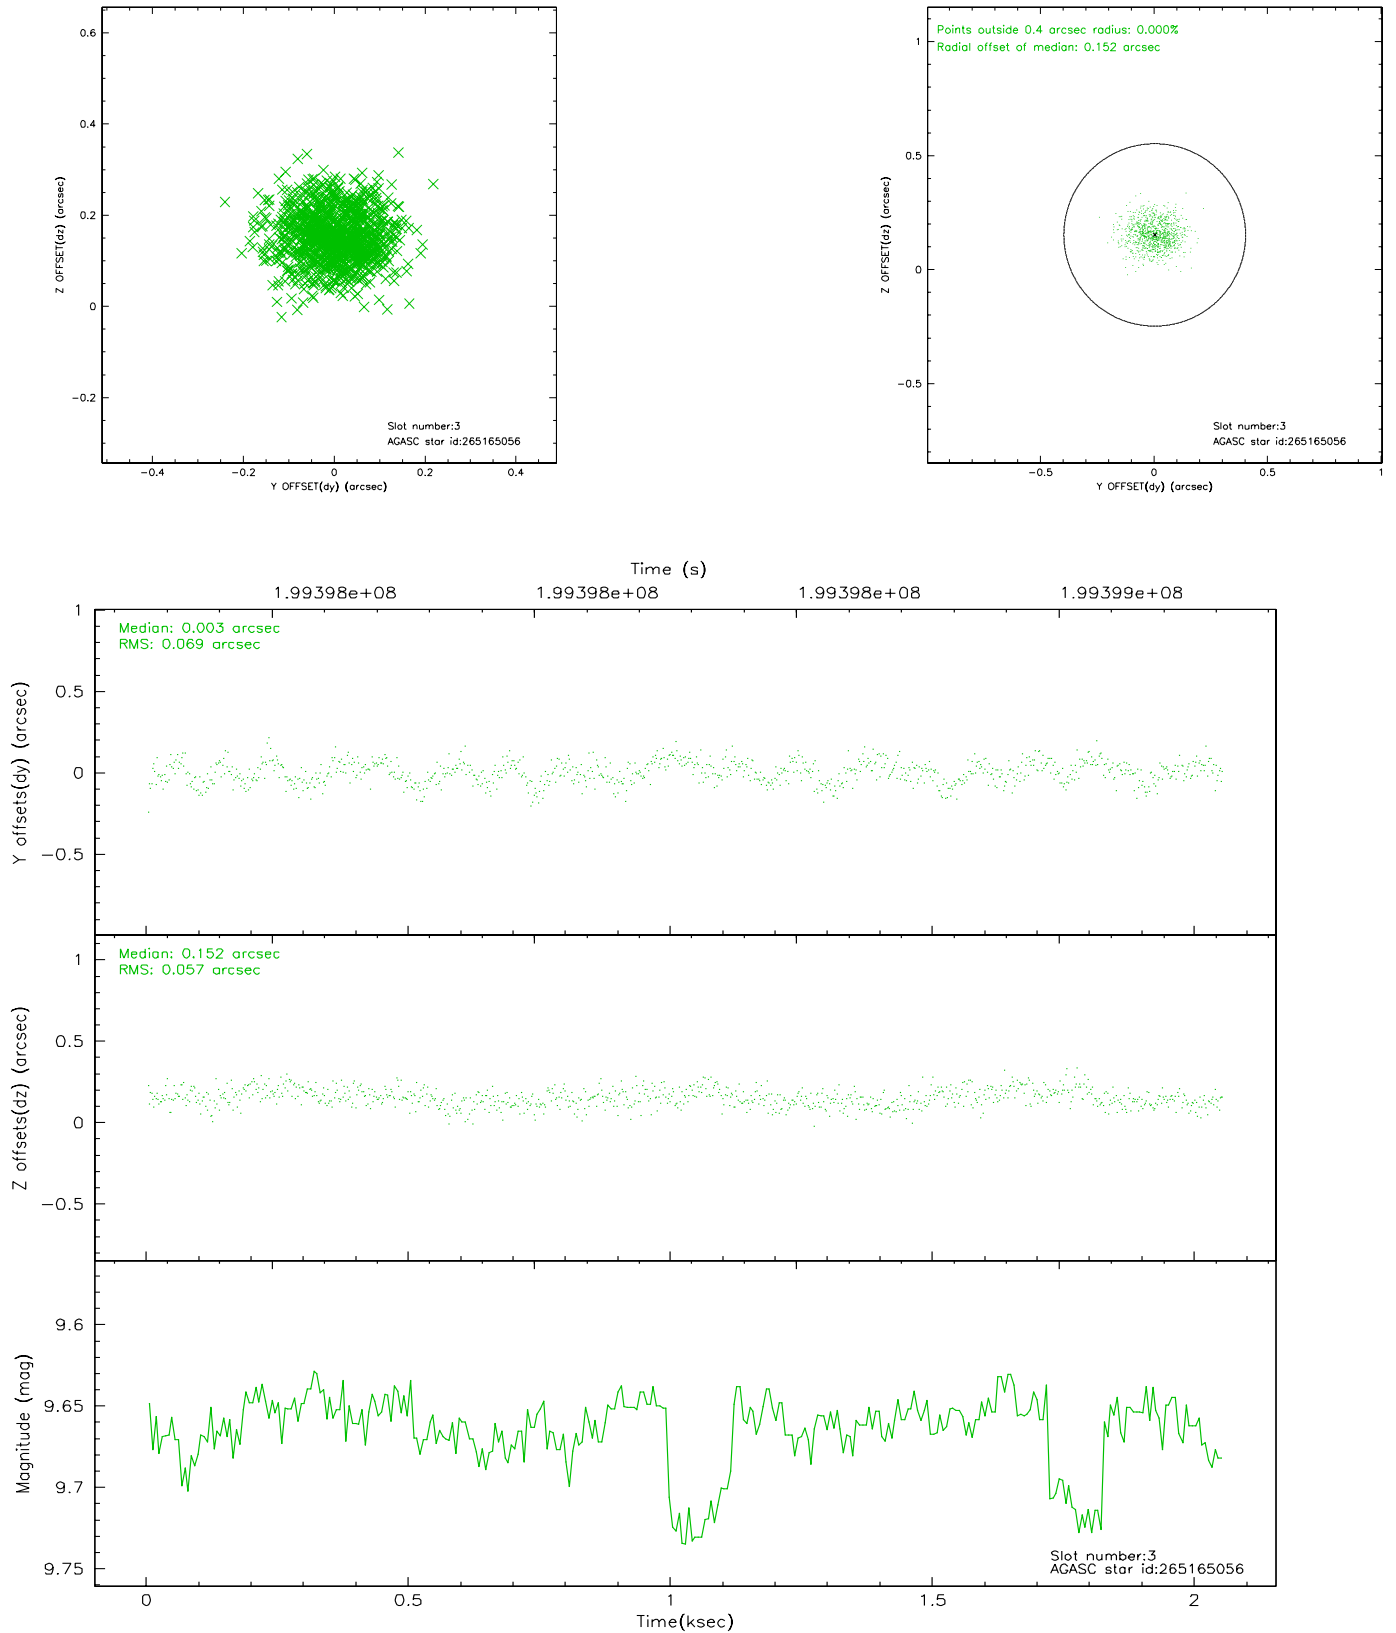 0.6
0.4
0.2
0
-0.2
Z OFFSET(dz) (arcsec)
Slot number:3
AGASC star id:265165056
-0.4 -0.2 0 0.2 0.4
Y OFFSET(dy) (arcsec)
Points outside 0.4 arcsec radius: 0.000%
Radial offset of median: 0.152 arcsec
1
0.5
0
-0.5
Z OFFSET(dz) (arcsec)
Slot number:3
AGASC star id:265165056
-0.5 0 0.5 1
Y OFFSET(dy) (arcsec)
Time (s)
1.99398e+08 1.99398e+08 1.99398e+08 1.99399e+08
Median: 0.003 arcsec
RMS: 0.069 arcsec
1
0.5
0
-0.5
Y offsets(dy) (arcsec)
Median: 0.152 arcsec
RMS: 0.057 arcsec
1
0.5
0
-0.5
Z offsets(dz) (arcsec)
9.6
9.65
9.7
9.75
Magnitude (mag)
Slot number:3
AGASC star id:265165056
0 0.5 1 1.5 2
Time(ksec)